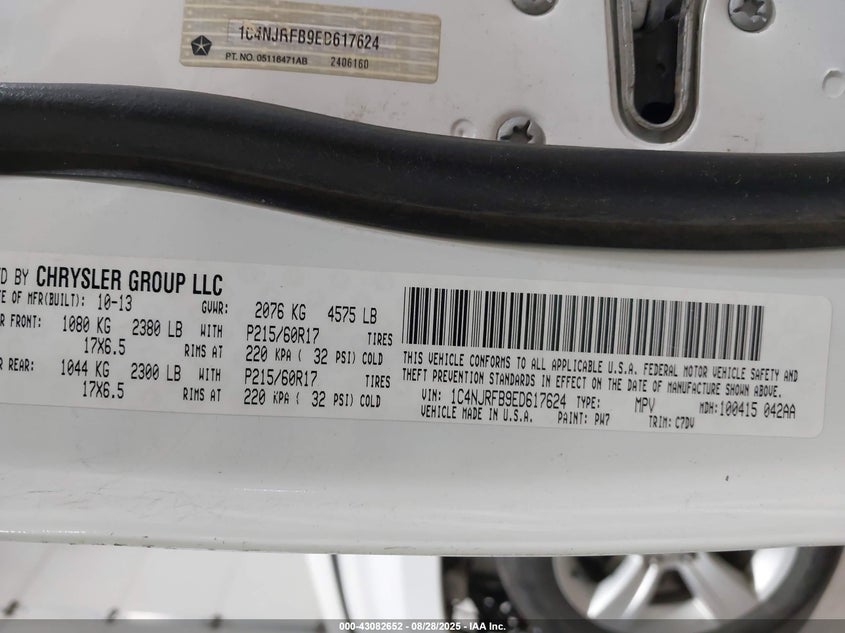 1C4NJRFB9ED617624
PT. NO. 05116471AB 2406160
D BY CHRYSLER GROUP LLC
E OF MFR(BUILT): 10-13 GVWR: 2076 KG 4575 LB
R FRONT: 1080 KG 2380 LB WITH P215/60R17 TIRES
17X6.5 RIMS AT 220 KPA ( 32 PSI) COLD
R REAR: 1044 KG 2300 LB WITH P215/60R17 TIRES
17X6.5 RIMS AT 220 KPA ( 32 PSI) COLD
THIS VEHICLE CONFORMS TO ALL APPLICABLE U.S.A. FEDERAL MOTOR VEHICLE SAFETY AND
THEFT PREVENTION STANDARDS IN EFFECT ON THE DATE OF MANUFACTURE SHOWN ABOVE.
VIN: 1C4NJRFB9ED617624 TYPE: MPV MDH:100415 042AA
VEHICLE MADE IN U.S.A. PAINT: PW7 TRIM: C7DV
000-43082652 - 08/28/2025 - IAA Inc.